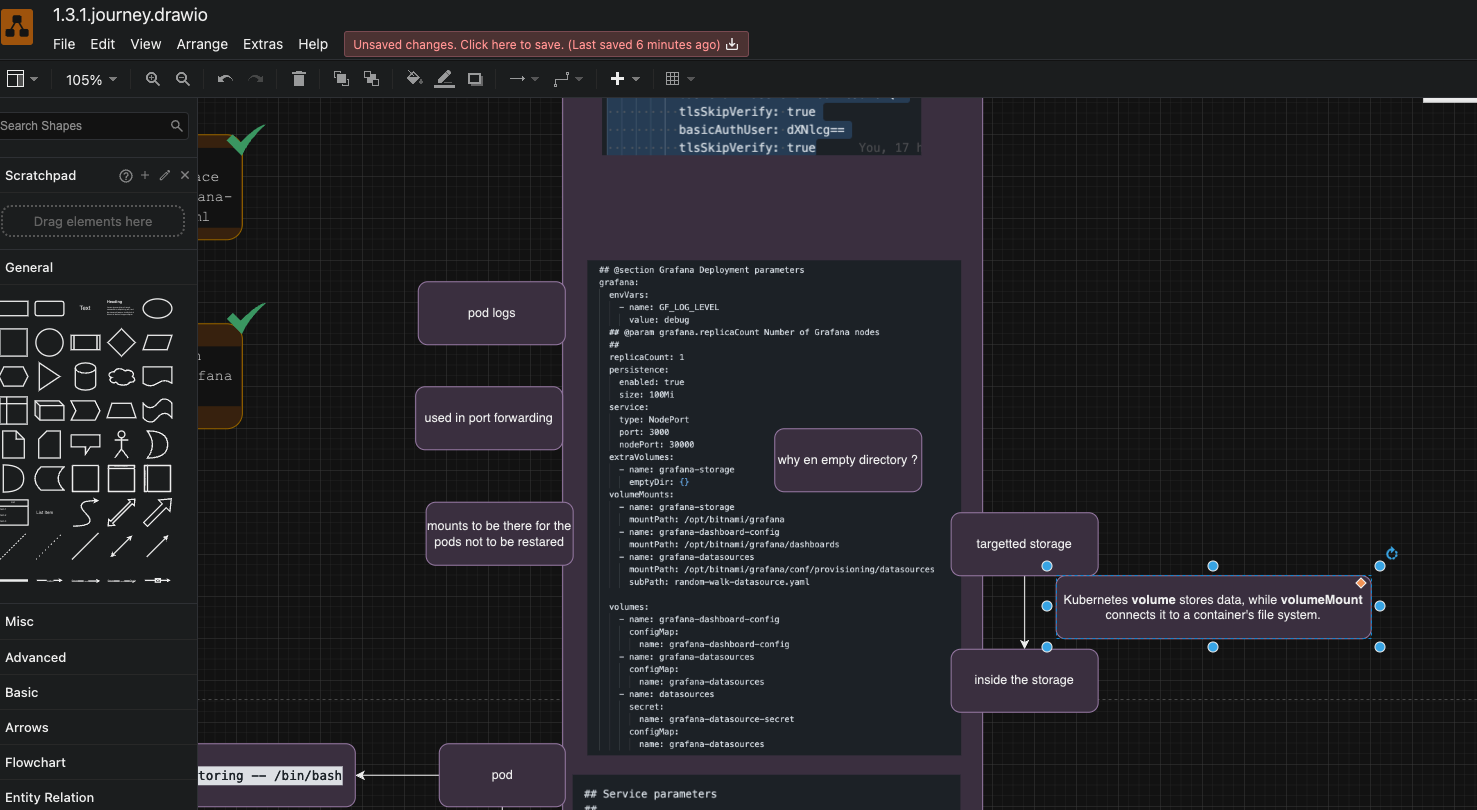 1.3.1.journey.drawio
File Edit View Arrange Extras Help
Unsaved changes. Click here to save. (Last saved 6 minutes ago)
105%
Search Shapes
Scratchpad
Drag elements here
General
Text
Heading
List Item
Misc
Advanced
Basic
Arrows
Flowchart
Entity Relation
ace
ana-
ml
fana
tlsSkipVerify: true
basicAuthUser: dXNlcg==
tlsSkipVerify: true You, 17 h
pod logs
used in port forwarding
mounts to be there for the
pods not to be restared
## @section Grafana Deployment parameters
grafana:
envVars:
- name: GF_LOG_LEVEL
value: debug
## @param grafana.replicaCount Number of Grafana nodes
##
replicaCount: 1
persistence:
enabled: true
size: 100Mi
service:
type: NodePort
port: 3000
nodePort: 30000
extraVolumes:
- name: grafana-storage
emptyDir: {}
volumeMounts:
- name: grafana-storage
mountPath: /opt/bitnami/grafana
- name: grafana-dashboard-config
mountPath: /opt/bitnami/grafana/dashboards
- name: grafana-datasources
mountPath: /opt/bitnami/grafana/conf/provisioning/datasources
subPath: random-walk-datasource.yaml
volumes:
- name: grafana-dashboard-config
configMap:
name: grafana-dashboard-config
- name: grafana-datasources
configMap:
name: grafana-datasources
- name: datasources
secret:
name: grafana-datasource-secret
configMap:
name: grafana-datasources
why en empty directory ?
targetted storage
Kubernetes volume stores data, while volumeMount
connects it to a container's file system.
inside the storage
toring -- /bin/bash
pod
## Service parameters
##